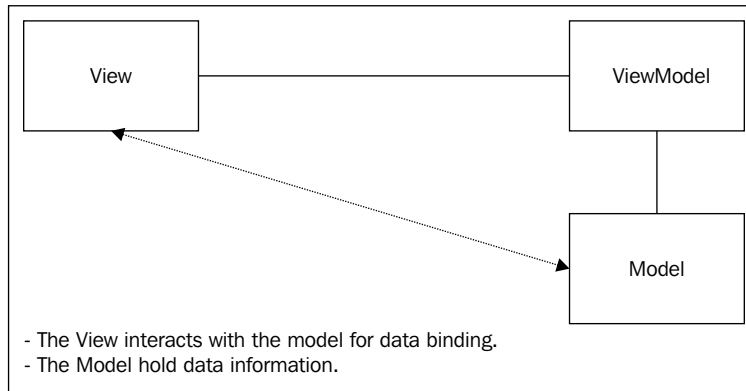 View
ViewModel
Model
- The View interacts with the model for data binding.
- The Model hold data information.